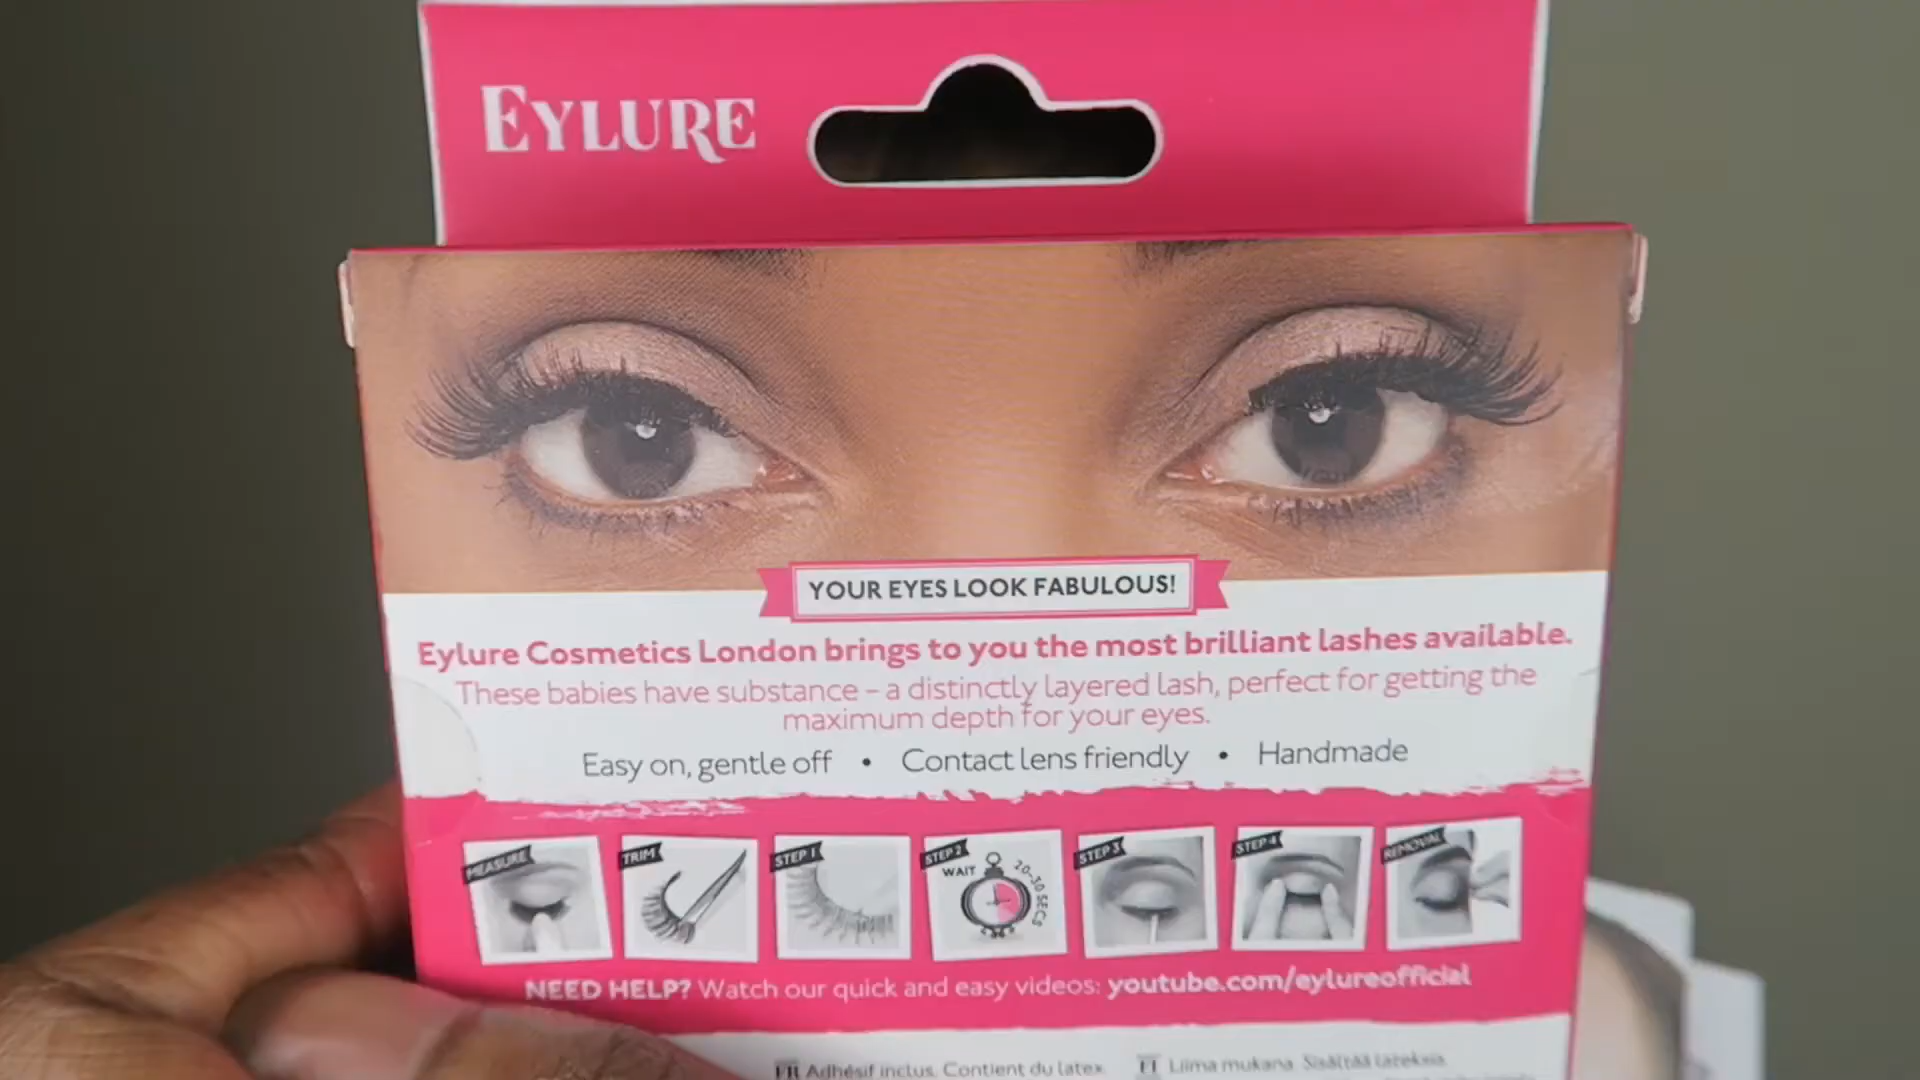 EYLURE
YOUR EYES LOOK FABULOUS!
Eylure Cosmetics London brings to you the most brilliant lashes available.
These babies have substance – a distinctly layered lash, perfect for getting the
maximum depth for your eyes.
Easy on, gentle off • Contact lens friendly • Handmade
MEASURE
TRIM
STEP 1
STEP 2
WAIT 20-30 SECS
STEP 3
STEP 4
REMOVAL
NEED HELP? Watch our quick and easy videos: youtube.com/eylureofficial
FR Adhésif inclus. Contient du latex.
FI Liima mukana. Sisältää lateksia.